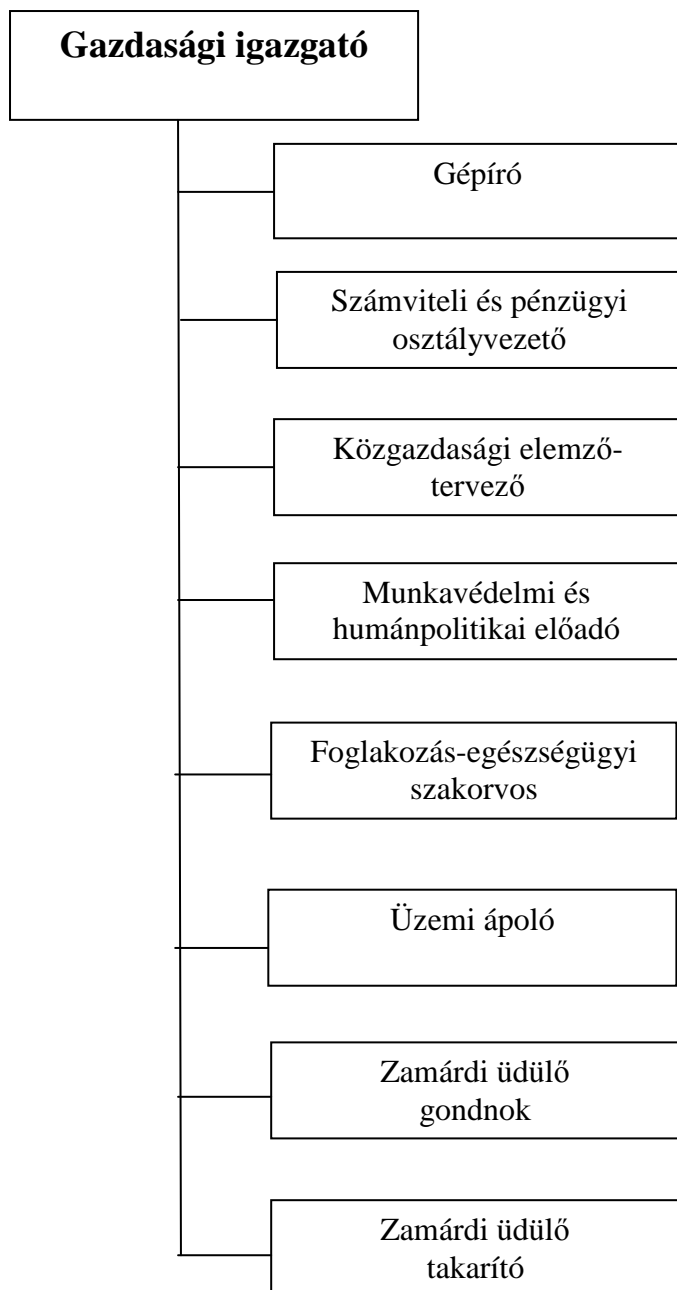 Gazdasági igazgató
Gépíró
Számviteli és pénzügyi
osztályvezető
Közgazdasági elemző-
tervező
Munkavédelmi és
humánpolitikai előadó
Foglakozás-egészségügyi
szakorvos
Üzemi ápoló
Zamárdi üdülő
gondnok
Zamárdi üdülő
takarító